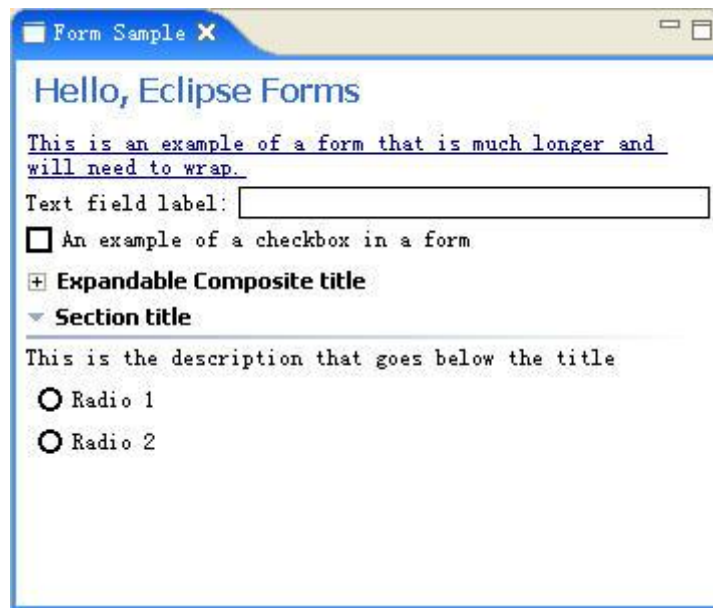 Form Sample
Hello, Eclipse Forms
This is an example of a form that is much longer and
will need to wrap.
Text field label:
An example of a checkbox in a form
Expandable Composite title
Section title
This is the description that goes below the title
Radio 1
Radio 2